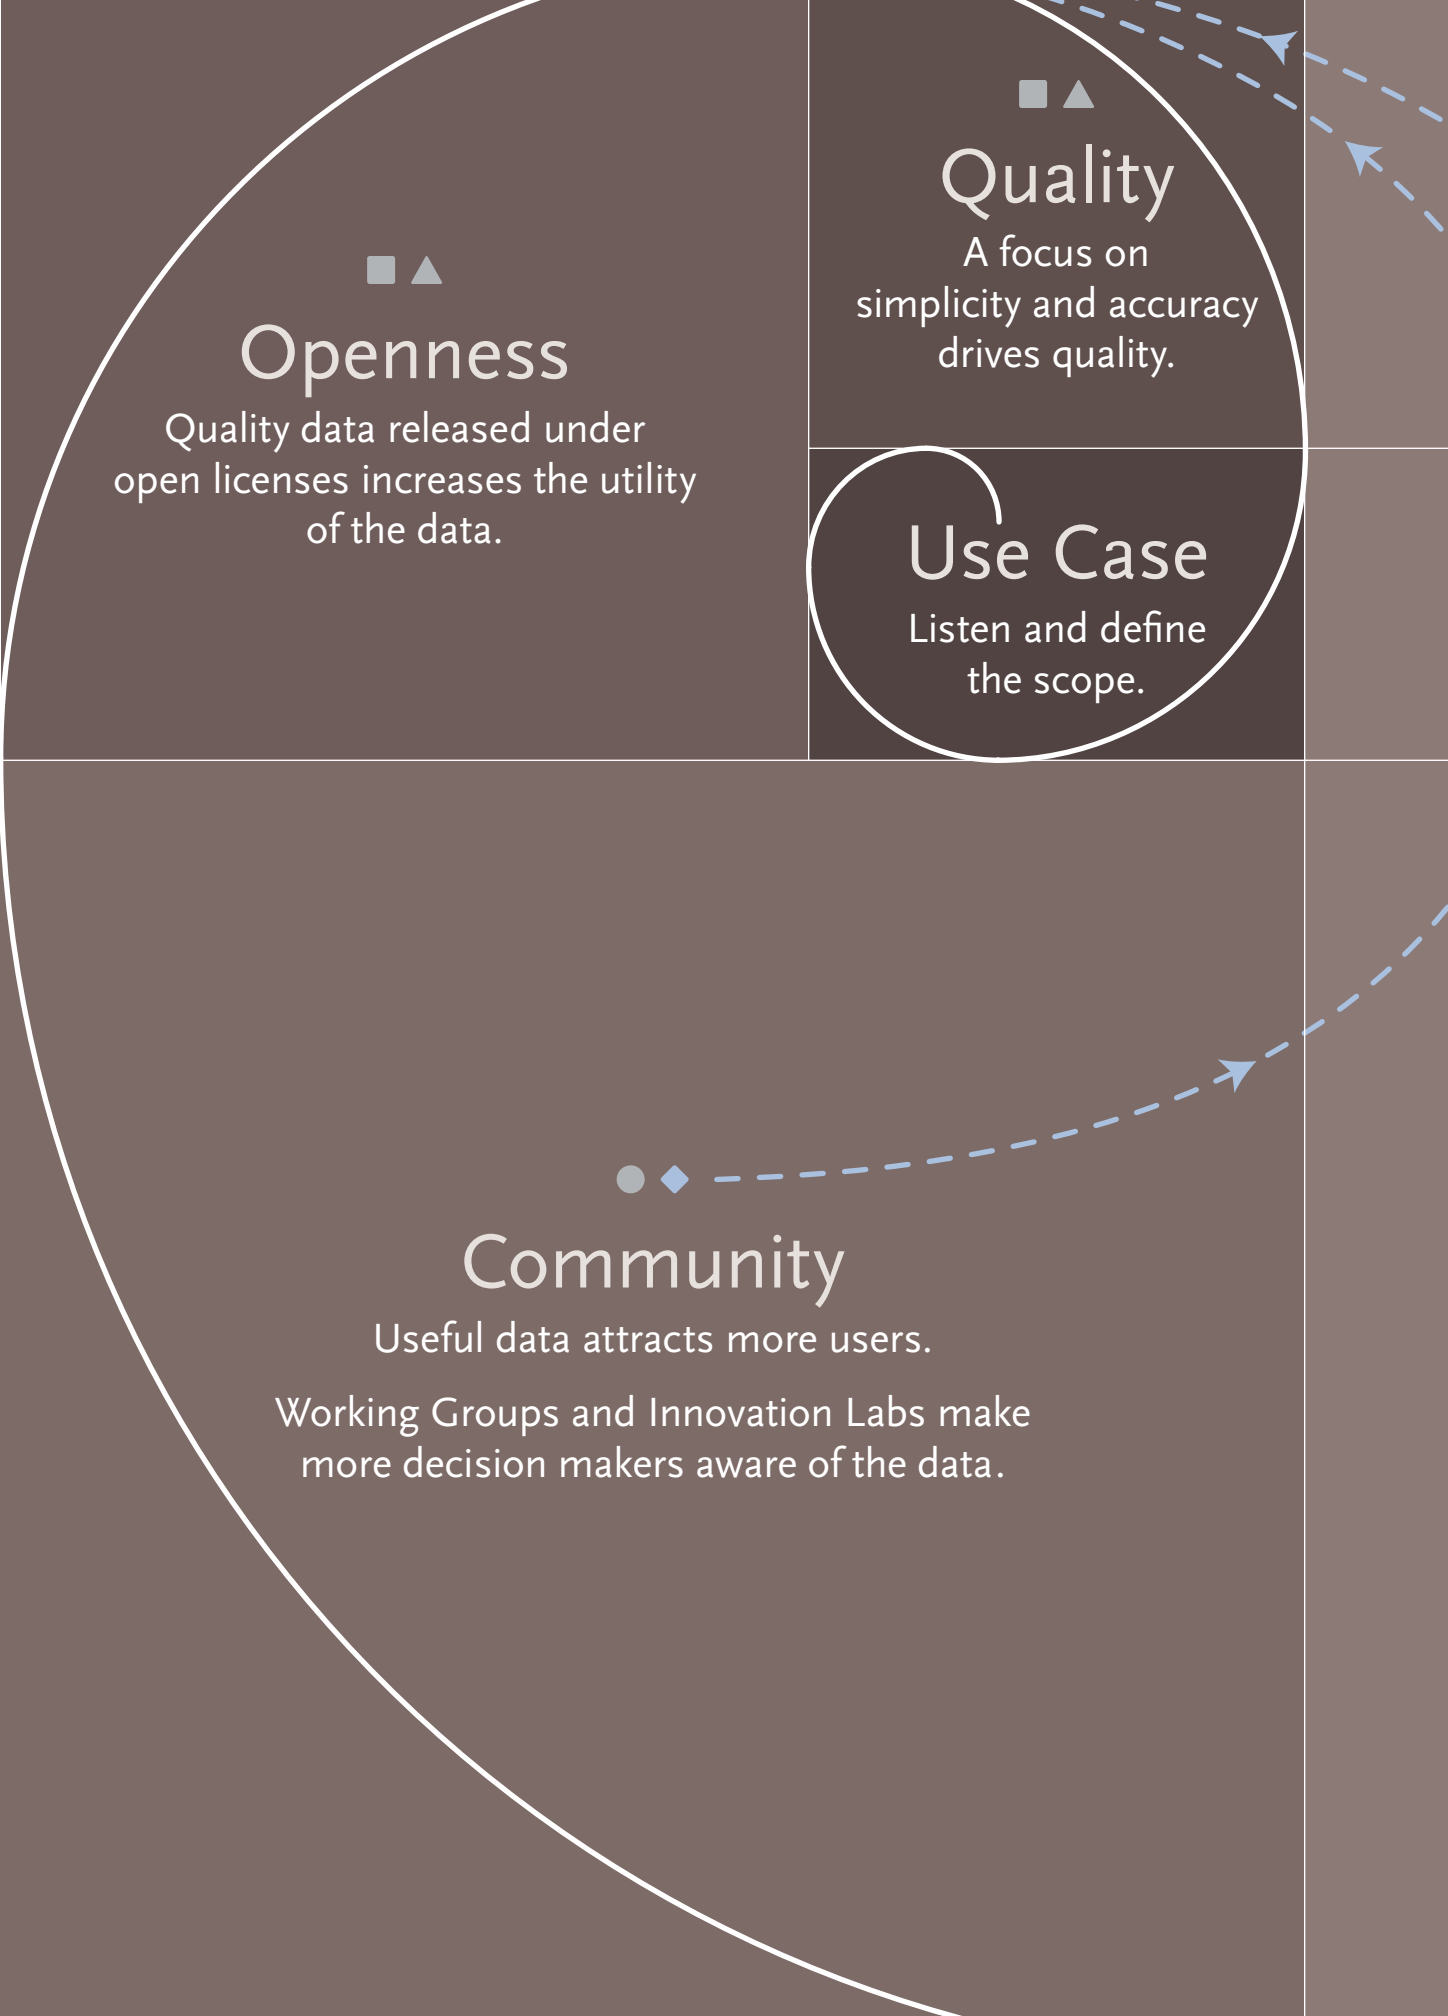 Quality
A focus on
simplicity and accuracy
drives quality.
Openness
Quality data released under
open licenses increases the utility
of the data.
Use Case
Listen and define
the scope.
Community
Useful data attracts more users.
Working Groups and Innovation Labs make
more decision makers aware of the data.